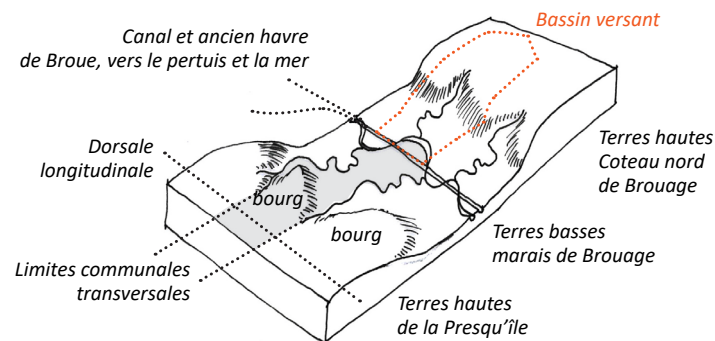 Bassin versant
Canal et ancien havre
de Broue, vers le pertuis et la mer
Dorsale
longitudinale
Terres hautes
Coteau nord
de Brouage
bourg
bourg
Terres basses
marais de Brouage
Limites communales
transversales
Terres hautes
de la Presqu'île